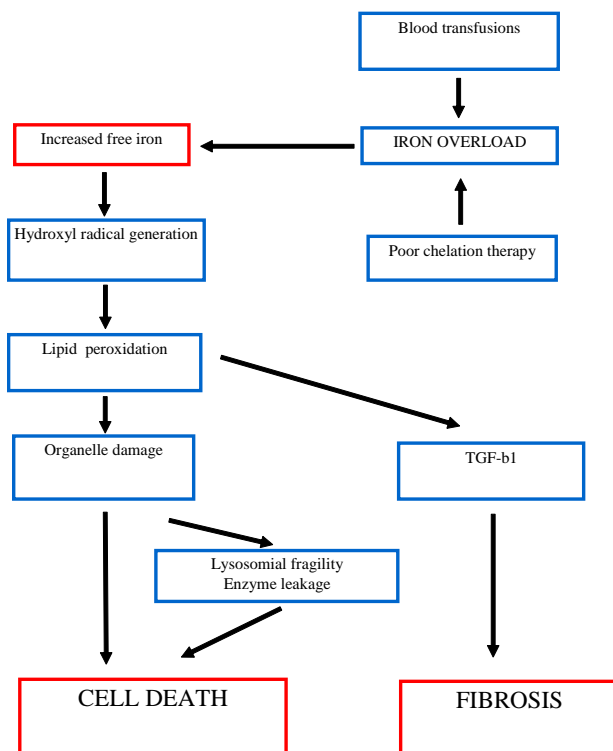 Blood transfusions
Increased free iron
IRON OVERLOAD
Hydroxyl radical generation
Poor chelation therapy
Lipid peroxidation
Organelle damage
TGF-b1
Lysosomial fragility
Enzyme leakage
CELL DEATH
FIBROSIS